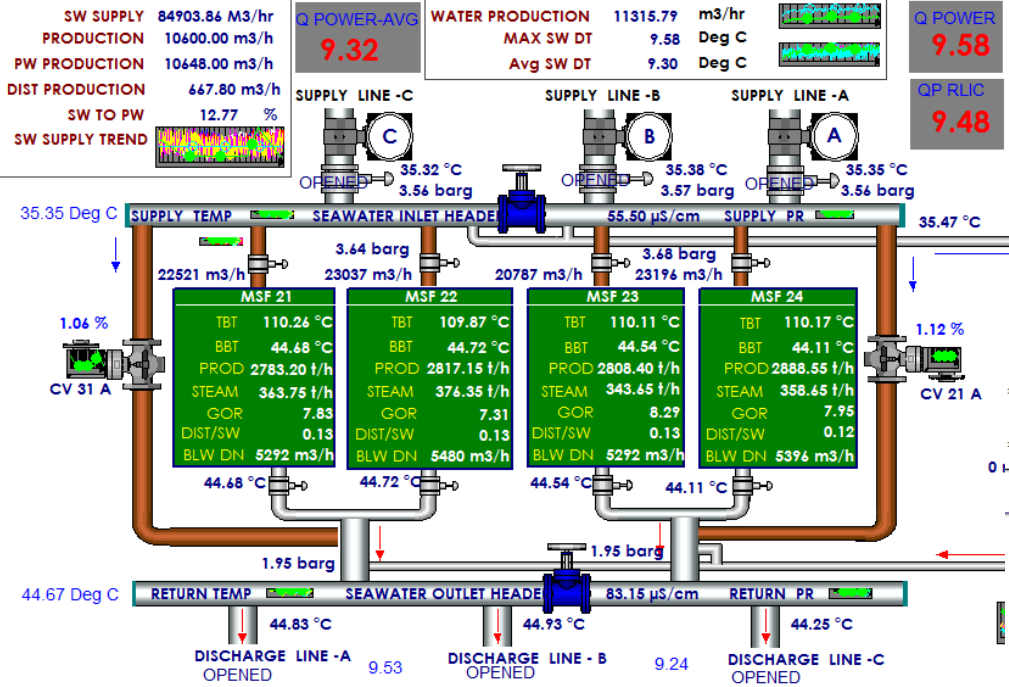 SW SUPPLY 84903.86 M3/hr
PRODUCTION 10600.00 m3/h
PW PRODUCTION 10648.00 m3/h
DIST PRODUCTION 667.80 m3/h
SW TO PW 12.77 %
SW SUPPLY TREND
Q POWER-AVG
9.32
WATER PRODUCTION 11315.79 m3/hr
MAX SW DT 9.58 Deg C
Avg SW DT 9.30 Deg C
Q POWER
9.58
QP RLIC
9.48
SUPPLY LINE -C SUPPLY LINE -B SUPPLY LINE -A
C B A
35.32 °C 35.38 °C 35.35 °C
OPENED OPENED OPENED
3.56 barg 3.57 barg 3.56 barg
35.35 Deg C SUPPLY TEMP SEAWATER INLET HEADE 55.50 µS/cm SUPPLY PR 35.47 °C
3.64 barg 3.68 barg
22521 m3/h 23037 m3/h 20787 m3/h 23196 m3/h
MSF 21 MSF 22 MSF 23 MSF 24
TBT 110.26 °C TBT 109.87 °C TBT 110.11 °C TBT 110.17 °C
1.06 % 1.12 %
BBT 44.68 °C BBT 44.72 °C BBT 44.54 °C BBT 44.11 °C
PROD 2783.20 t/h PROD 2817.15 t/h PROD 2808.40 t/h PROD 2888.55 t/h
CV 31 A CV 21 A
STEAM 363.75 t/h STEAM 376.35 t/h STEAM 343.65 t/h STEAM 358.65 t/h
GOR 7.83 GOR 7.31 GOR 8.29 GOR 7.95
DIST/SW 0.13 DIST/SW 0.13 DIST/SW 0.13 DIST/SW 0.12
BLW DN 5292 m3/h BLW DN 5480 m3/h BLW DN 5292 m3/h BLW DN 5396 m3/h
0
44.68 °C 44.72 °C 44.54 °C 44.11 °C
1.95 barg 1.95 barg
44.67 Deg C RETURN TEMP SEAWATER OUTLET HEADE 83.15 µS/cm RETURN PR
44.83 °C 44.93 °C 44.25 °C
DISCHARGE LINE -A 9.53 DISCHARGE LINE - B 9.24 DISCHARGE LINE -C
OPENED OPENED OPENED